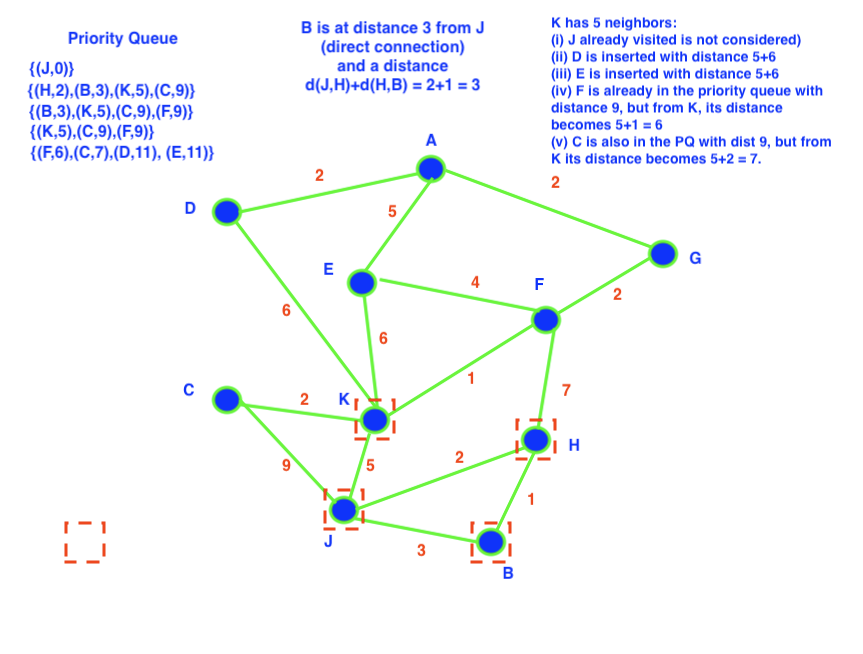 Priority Queue
{(J,0)}
{(H,2),(B,3),(K,5),(C,9)}
{(B,3),(K,5),(C,9),(F,9)}
{(K,5),(C,9),(F,9)}
{(F,6),(C,7),(D,11), (E,11)}
B is at distance 3 from J
(direct connection)
and a distance
d(J,H)+d(H,B) = 2+1 = 3
K has 5 neighbors:
(i) J already visited is not considered)
(ii) D is inserted with distance 5+6
(iii) E is inserted with distance 5+6
(iv) F is already in the priority queue with
distance 9, but from K, its distance
becomes 5+1 = 6
(v) C is also in the PQ with dist 9, but from
K its distance becomes 5+2 = 7.
A
2
2
D
5
G
E
4
F
2
6
6
1
7
C
2
K
H
9
5
2
1
J
3
B